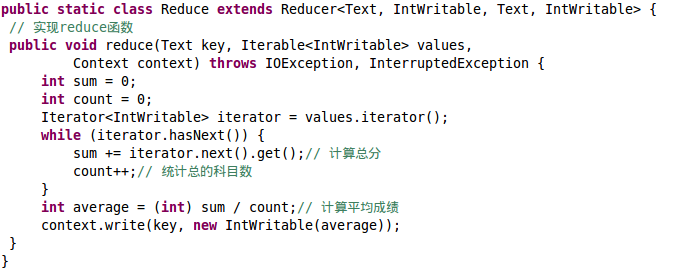 public static class Reduce extends Reducer<Text, IntWritable, Text, IntWritable> {
// 实现reduce函数
public void reduce(Text key, Iterable<IntWritable> values,
Context context) throws IOException, InterruptedException {
int sum = 0;
int count = 0;
Iterator<IntWritable> iterator = values.iterator();
while (iterator.hasNext()) {
sum += iterator.next().get();// 计算总分
count++;// 统计总的科目数
}
int average = (int) sum / count;// 计算平均成绩
context.write(key, new IntWritable(average));
}
}